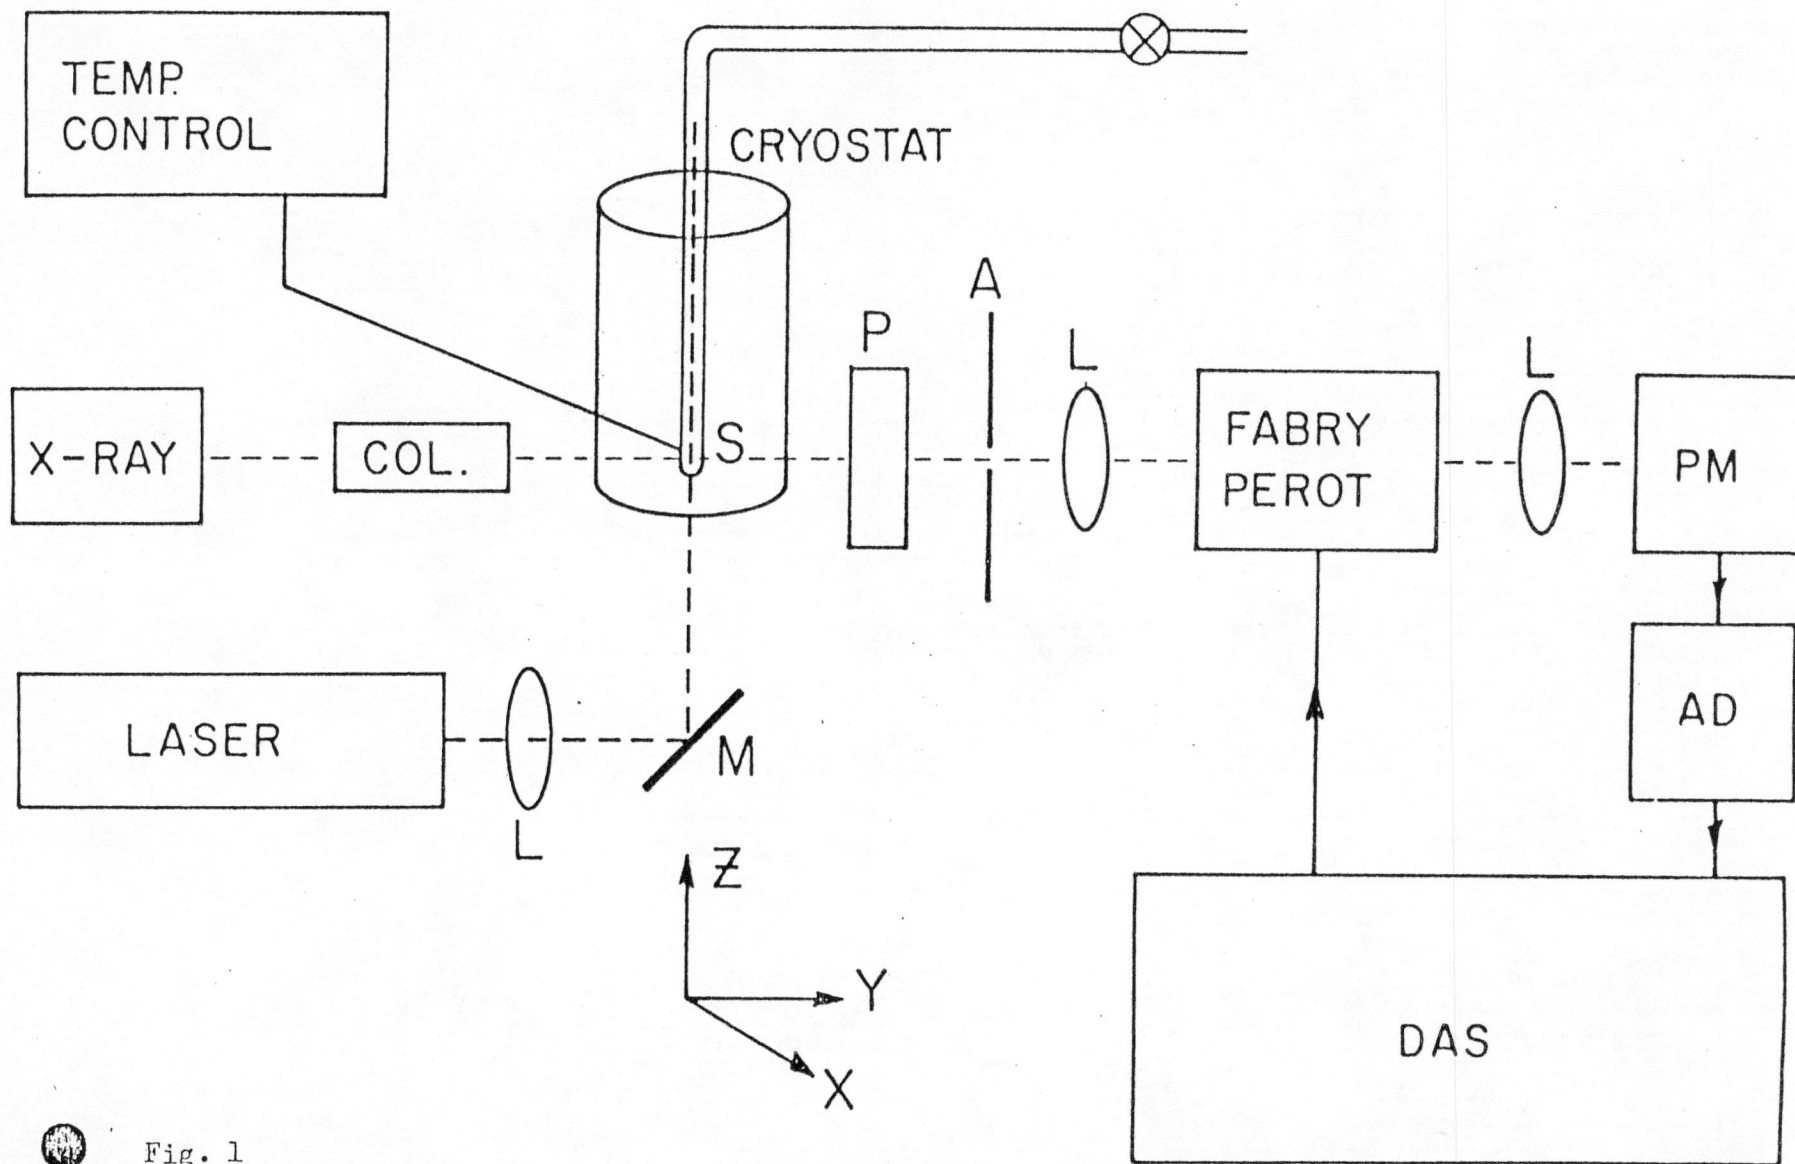 TEMP.
CONTROL
CRYOSTAT
A
P
L
L
X-RAY
COL.
S
FABRY
PEROT
PM
LASER
M
AD
L
Z
Y
X
DAS
Fig. 1